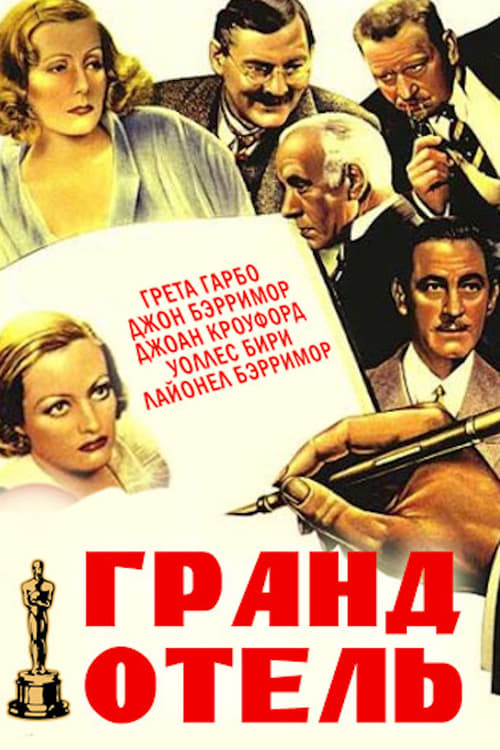 ГРЕТА ГАРБО
ДЖОН БЭРРИМОР
ДЖОАН КРОУФОРД
УОЛЛЕС БИРИ
ЛАЙОНЕЛ БЭРРИМОР
ГРАНД
ОТЕЛЬ